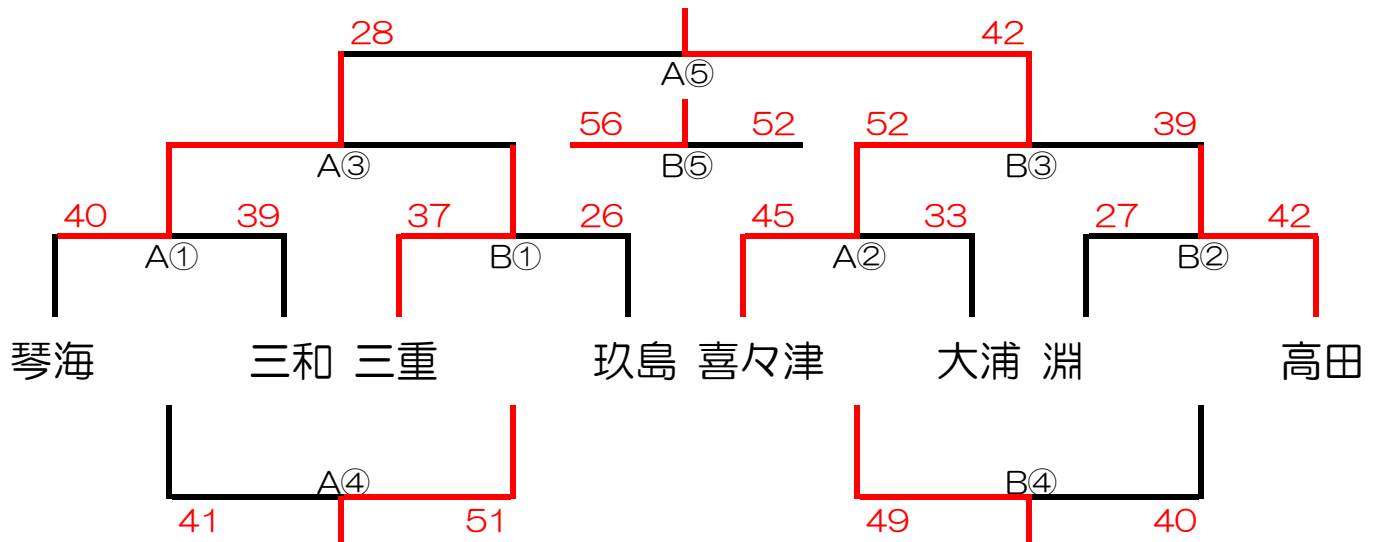 28 42
A⑤
56 52 52 39
A③ B⑤ B③
40 39 37 26 45 33 27 42
A① B① A② B②
琴海 三和 三重 玖島 喜々津 大浦 淵 高田
A④ B④
41 51 49 40